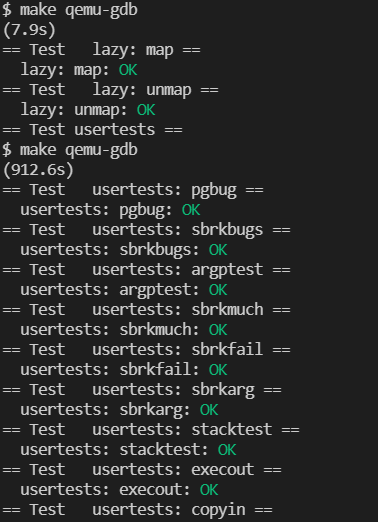 $ make qemu-gdb
(7.9s)
== Test   lazy: map ==
  lazy: map: OK
== Test   lazy: unmap ==
  lazy: unmap: OK
== Test usertests ==
$ make qemu-gdb
(912.6s)
== Test   usertests: pgbug ==
  usertests: pgbug: OK
== Test   usertests: sbrkbugs ==
  usertests: sbrkbugs: OK
== Test   usertests: argptest ==
  usertests: argptest: OK
== Test   usertests: sbrkmuch ==
  usertests: sbrkmuch: OK
== Test   usertests: sbrkfail ==
  usertests: sbrkfail: OK
== Test   usertests: sbrkarg ==
  usertests: sbrkarg: OK
== Test   usertests: stacktest ==
  usertests: stacktest: OK
== Test   usertests: execout ==
  usertests: execout: OK
== Test   usertests: copyin ==